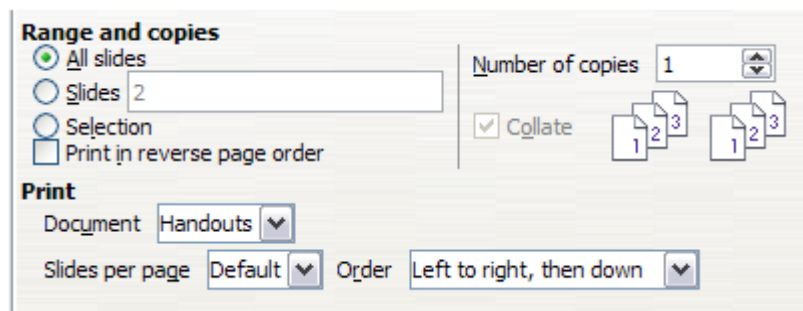 Range and copies
All slides
Number of copies 1
Slides 2
Selection
Collate 1 2 3 1 2 3
Print in reverse page order
Print
Document Handouts
Slides per page Default Order Left to right, then down